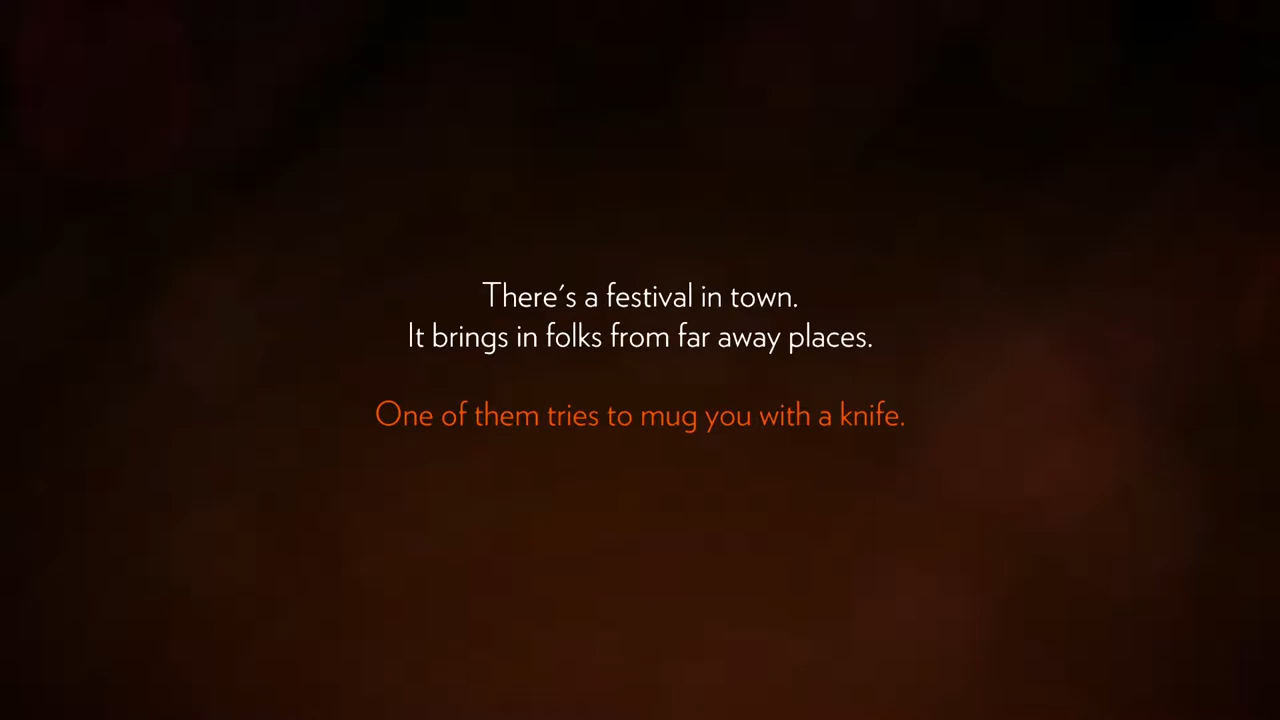 There's a festival in town.
It brings in folks from far away places.
One of them tries to mug you with a knife.